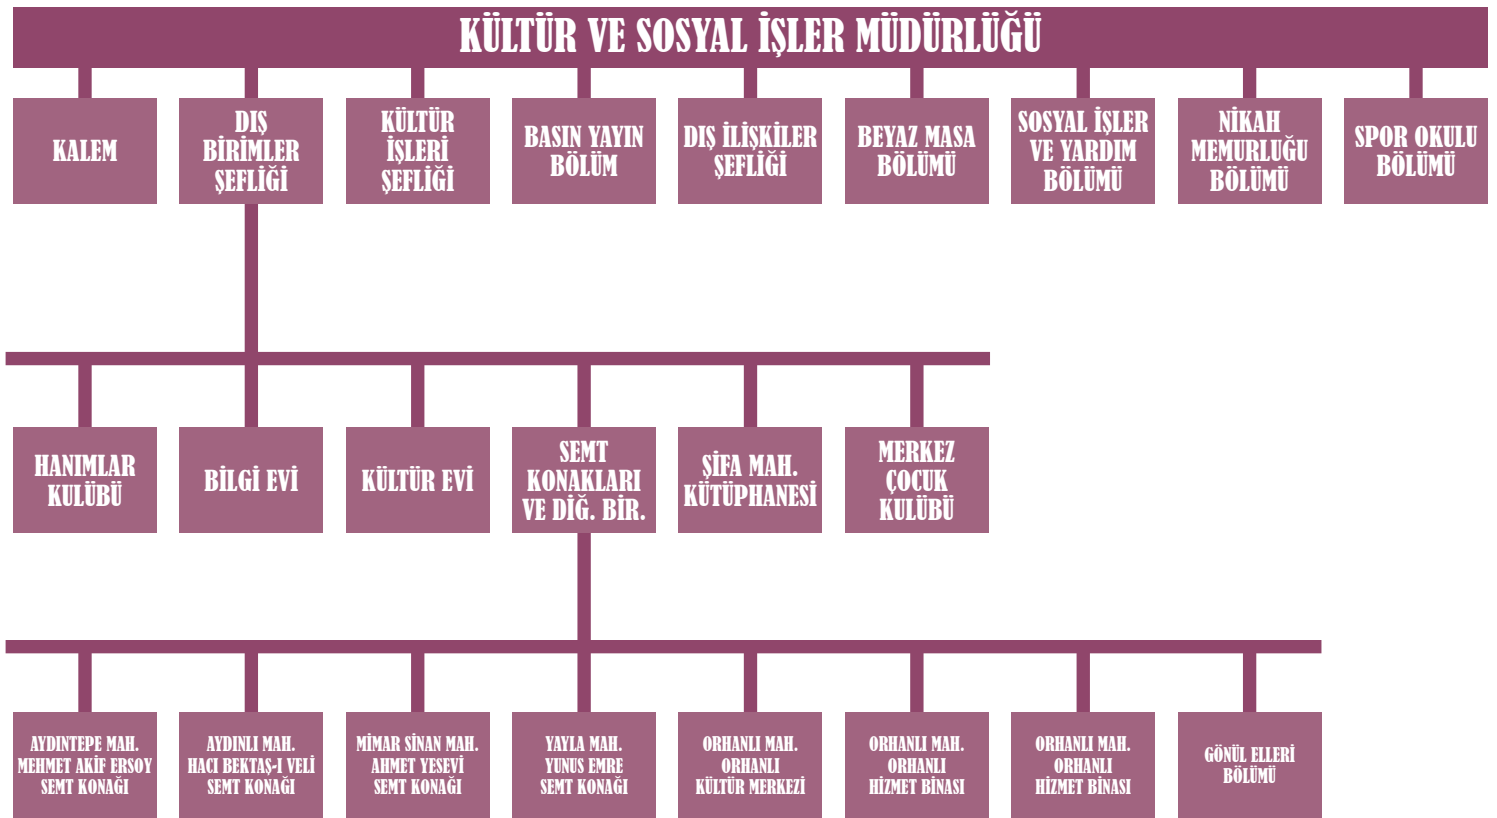 KÜLTÜR VE SOSYAL İŞLER MÜDÜRLÜĞÜ
KALEM
DIŞ
BİRİMLER
ŞEFLİĞİ
KÜLTÜR
İŞLERİ
ŞEFLİĞİ
BASIN YAYIN
BÖLÜM
DIŞ İLİŞKİLER
ŞEFLİĞİ
BEYAZ MASA
BÖLÜMÜ
SOSYAL İŞLER
VE YARDIM
BÖLÜMÜ
NİKAH
MEMURLUĞU
BÖLÜMÜ
SPOR OKULU
BÖLÜMÜ
HANIMLAR
KULÜBÜ
BİLGİ EVİ
KÜLTÜR EVİ
SEMT
KONAKLARI
VE DİĞ. BİR.
ŞİFA MAH.
KÜTÜPHANESİ
MERKEZ
ÇOCUK
KULÜBÜ
AYDINTEPE MAH.
MEHMET AKİF ERSOY
SEMT KONAĞI
AYDINLI MAH.
HACI BEKTAŞ-I VELİ
SEMT KONAĞI
MİMAR SİNAN MAH.
AHMET YESEVİ
SEMT KONAĞI
YAYLA MAH.
YUNUS EMRE
SEMT KONAĞI
ORHANLI MAH.
ORHANLI
KÜLTÜR MERKEZİ
ORHANLI MAH.
ORHANLI
HİZMET BİNASI
ORHANLI MAH.
ORHANLI
HİZMET BİNASI
GÖNÜL ELLERİ
BÖLÜMÜ